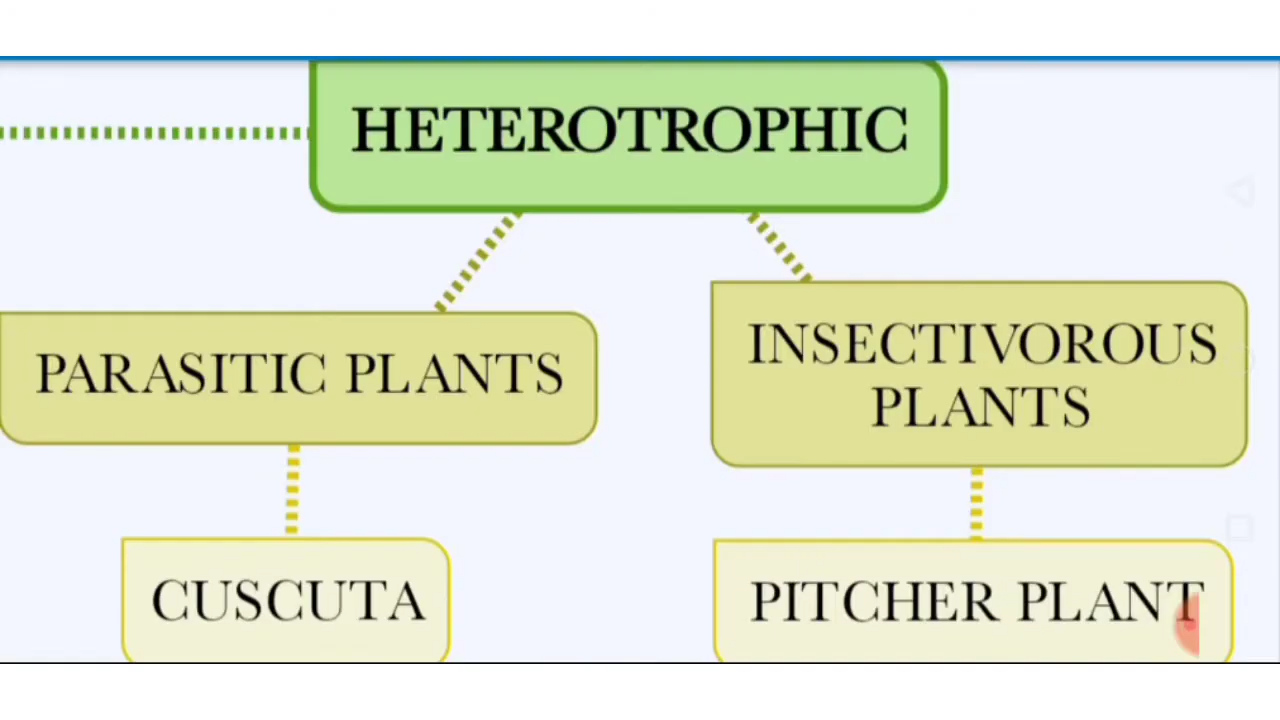 HETEROTROPHIC
PARASITIC PLANTS
INSECTIVOROUS
PLANTS
CUSCUTA
PITCHER PLANT